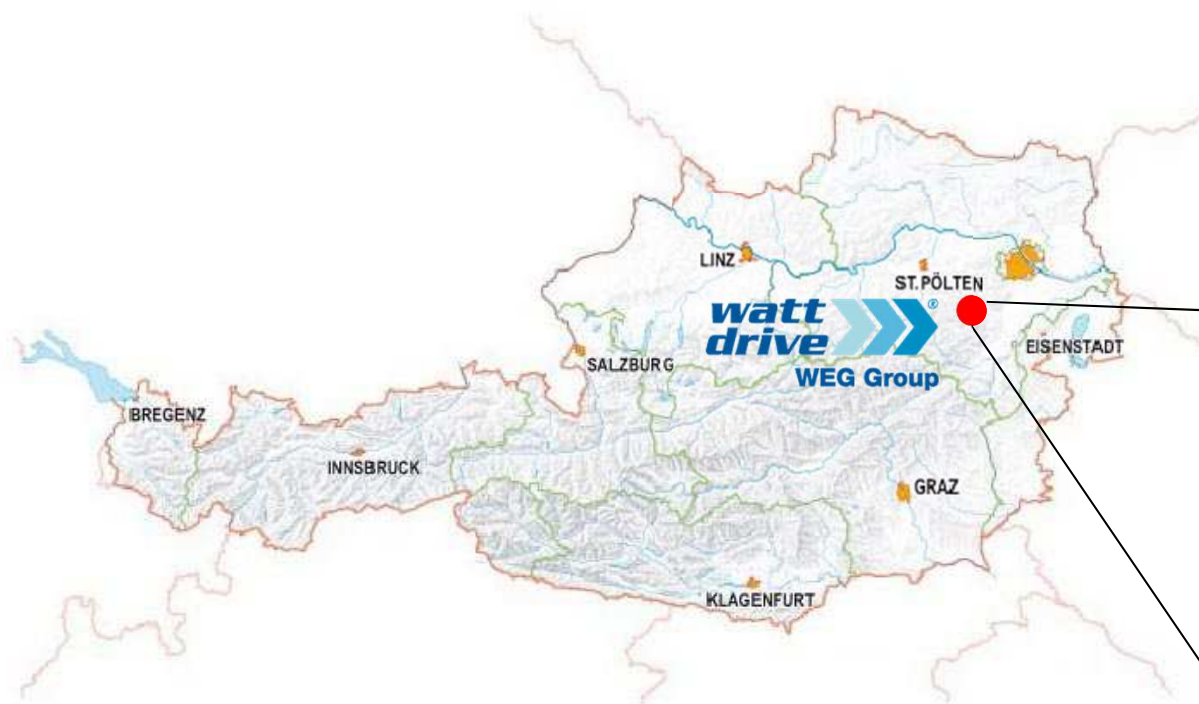 LINZ
ST.PÖLTEN
watt
drive ®
WEG Group
EISENSTADT
SALZBURG
BREGENZ
INNSBRUCK
GRAZ
KLAGENFURT